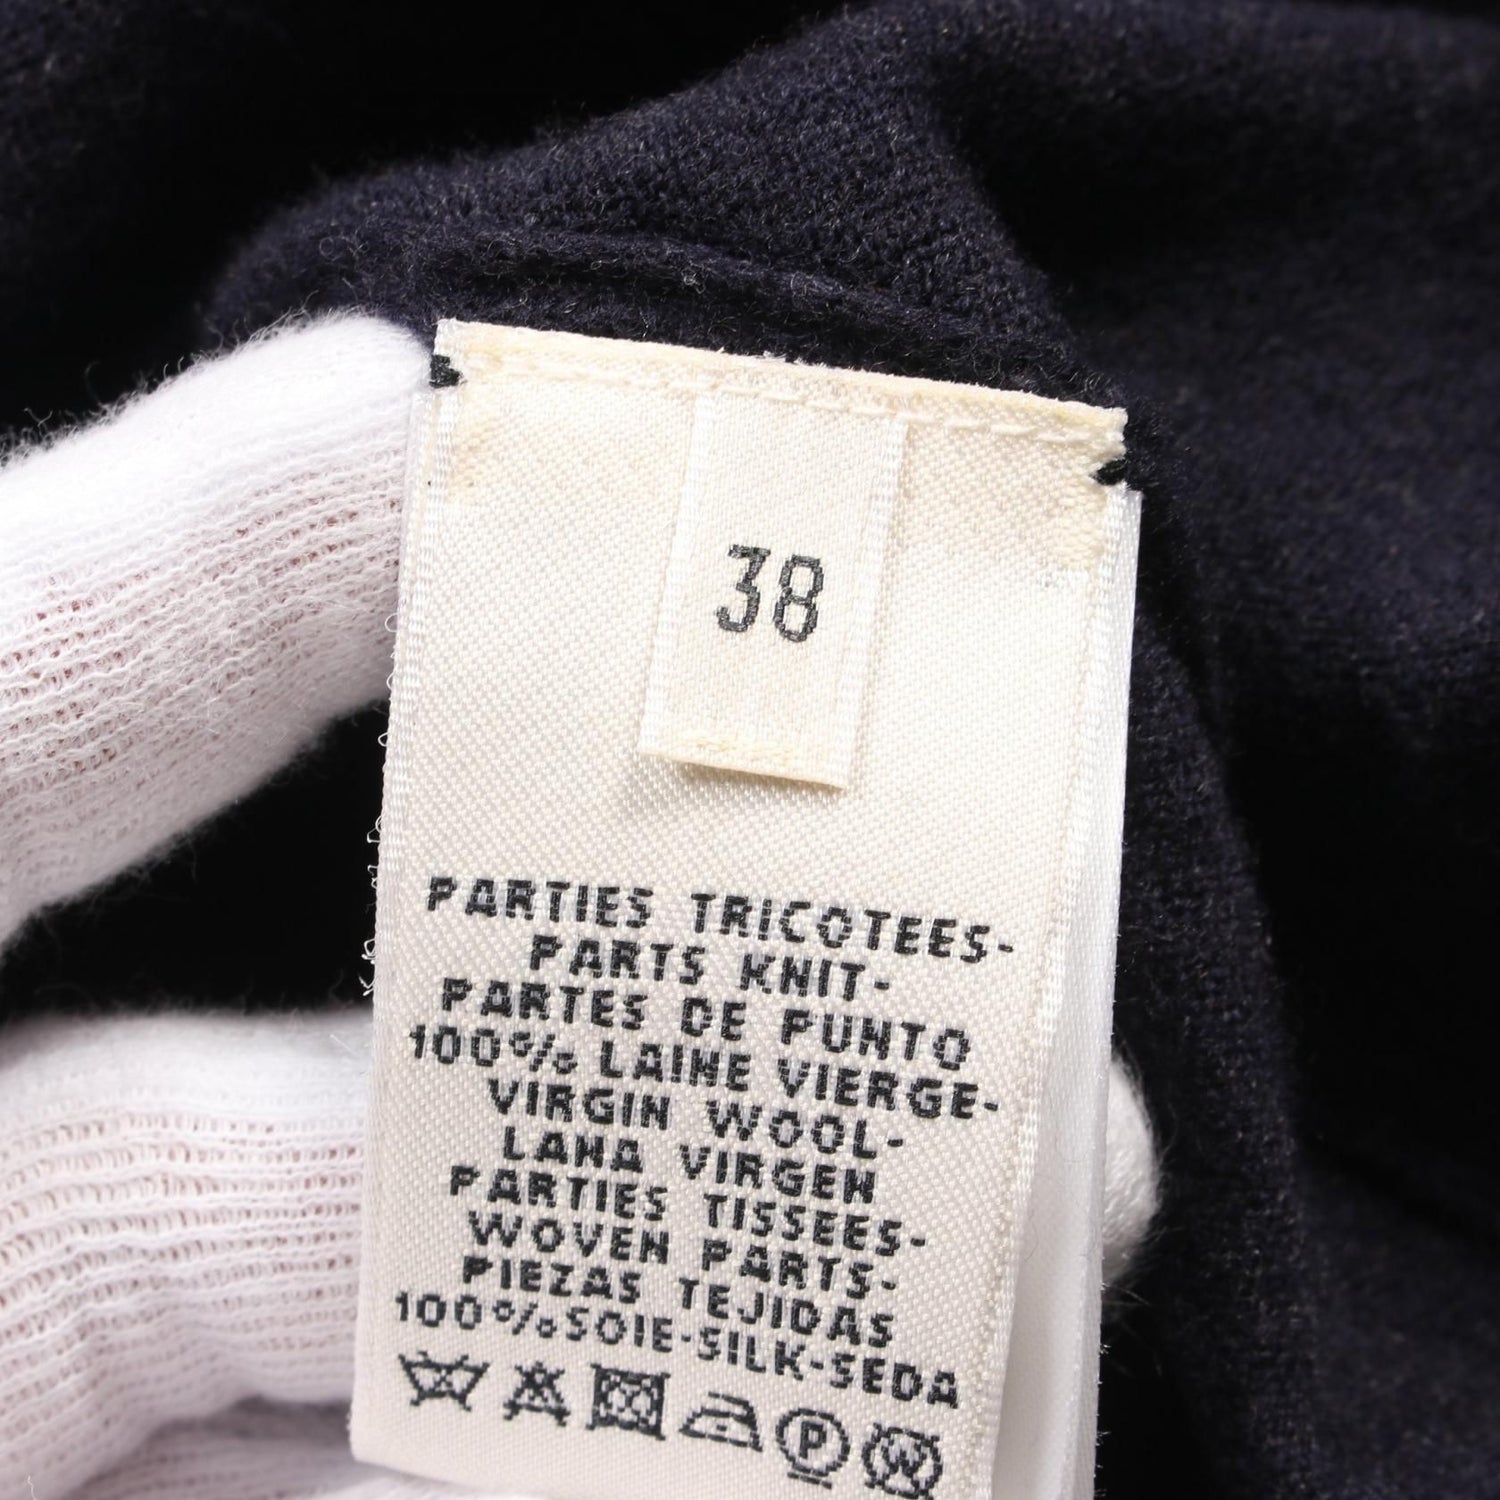 38
PARTIES TRICOTEES-
PARTS KNIT-
PARTES DE PUNTO
100% LAINE VIERGE-
VIRGIN WOOL-
LANA VIRGEN
PARTIES TISSEES-
WOVEN PARTS-
PIEZAS TEJIDAS
100% SOIE-SILK-SEDA
P W